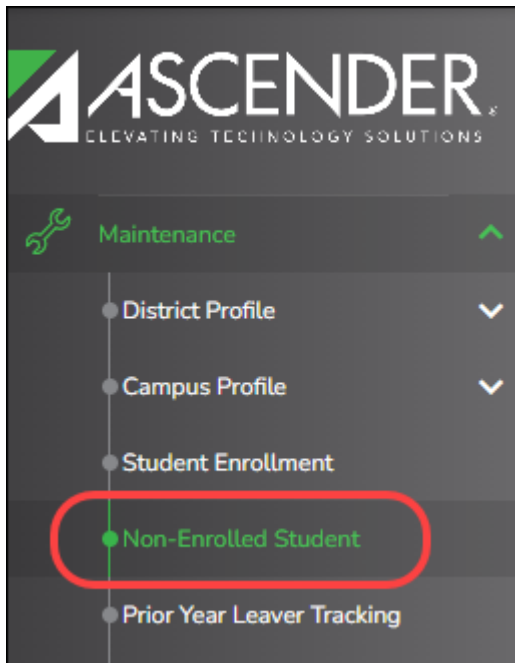 ASCENDER®
ELEVATING TECHNOLOGY SOLUTIONS
Maintenance
District Profile
Campus Profile
Student Enrollment
Non-Enrolled Student
Prior Year Leaver Tracking